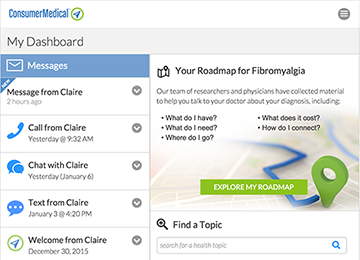 ConsumerMedical
My Dashboard
Messages
NEW
Message from Claire
2 hours ago
Call from Claire
Yesterday @ 9:32 AM
Chat with Claire
Yesterday (January 6)
Text from Claire
January 3 @ 4:20 PM
Welcome from Claire
December 30, 2015
Your Roadmap for Fibromyalgia
Our team of researchers and physicians have collected material
to help you talk to your doctor about your diagnosis, including:
• What do I have?
• What do I need?
• Where do I go?
• What does it cost?
• How do I connect?
EXPLORE MY ROADMAP
Find a Topic
search for a health topic